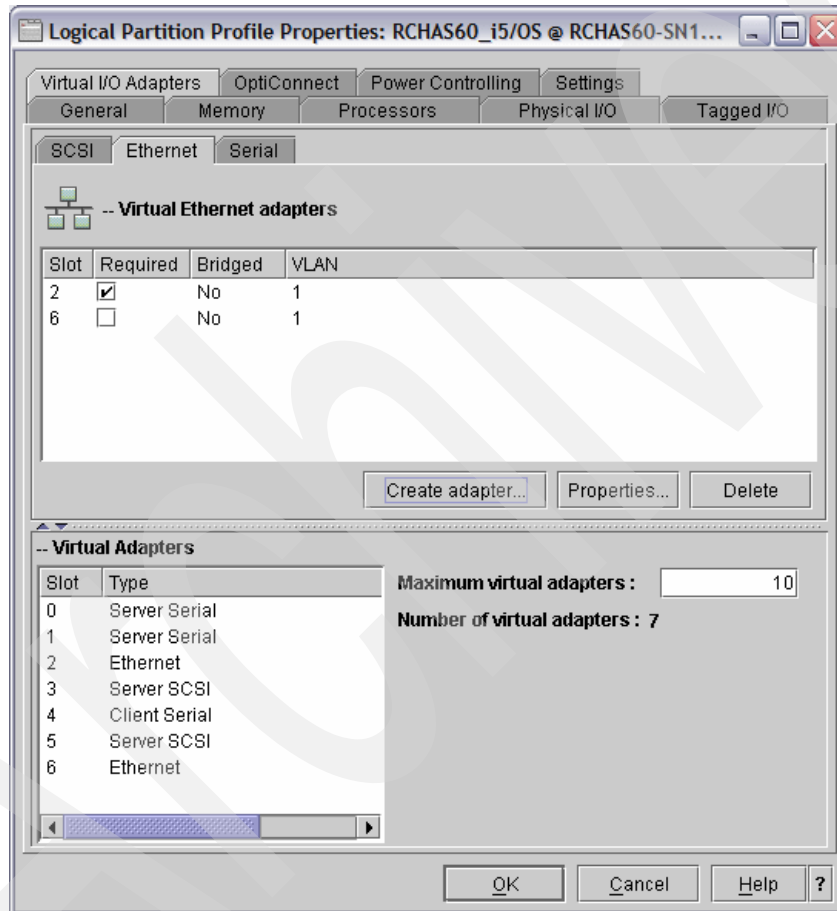 Logical Partition Profile Properties: RCHAS60_i5/OS @ RCHAS60-SN1...
Virtual I/O Adapters OptiConnect Power Controlling Settings
General Memory Processors Physical I/O Tagged I/O
SCSI Ethernet Serial
-- Virtual Ethernet adapters
Slot Required Bridged VLAN
2 No 1
6 No 1
Create adapter... Properties... Delete
-- Virtual Adapters
Slot Type
0 Server Serial
1 Server Serial
2 Ethernet
3 Server SCSI
4 Client Serial
5 Server SCSI
6 Ethernet
Maximum virtual adapters : 10
Number of virtual adapters : 7
OK Cancel Help ?